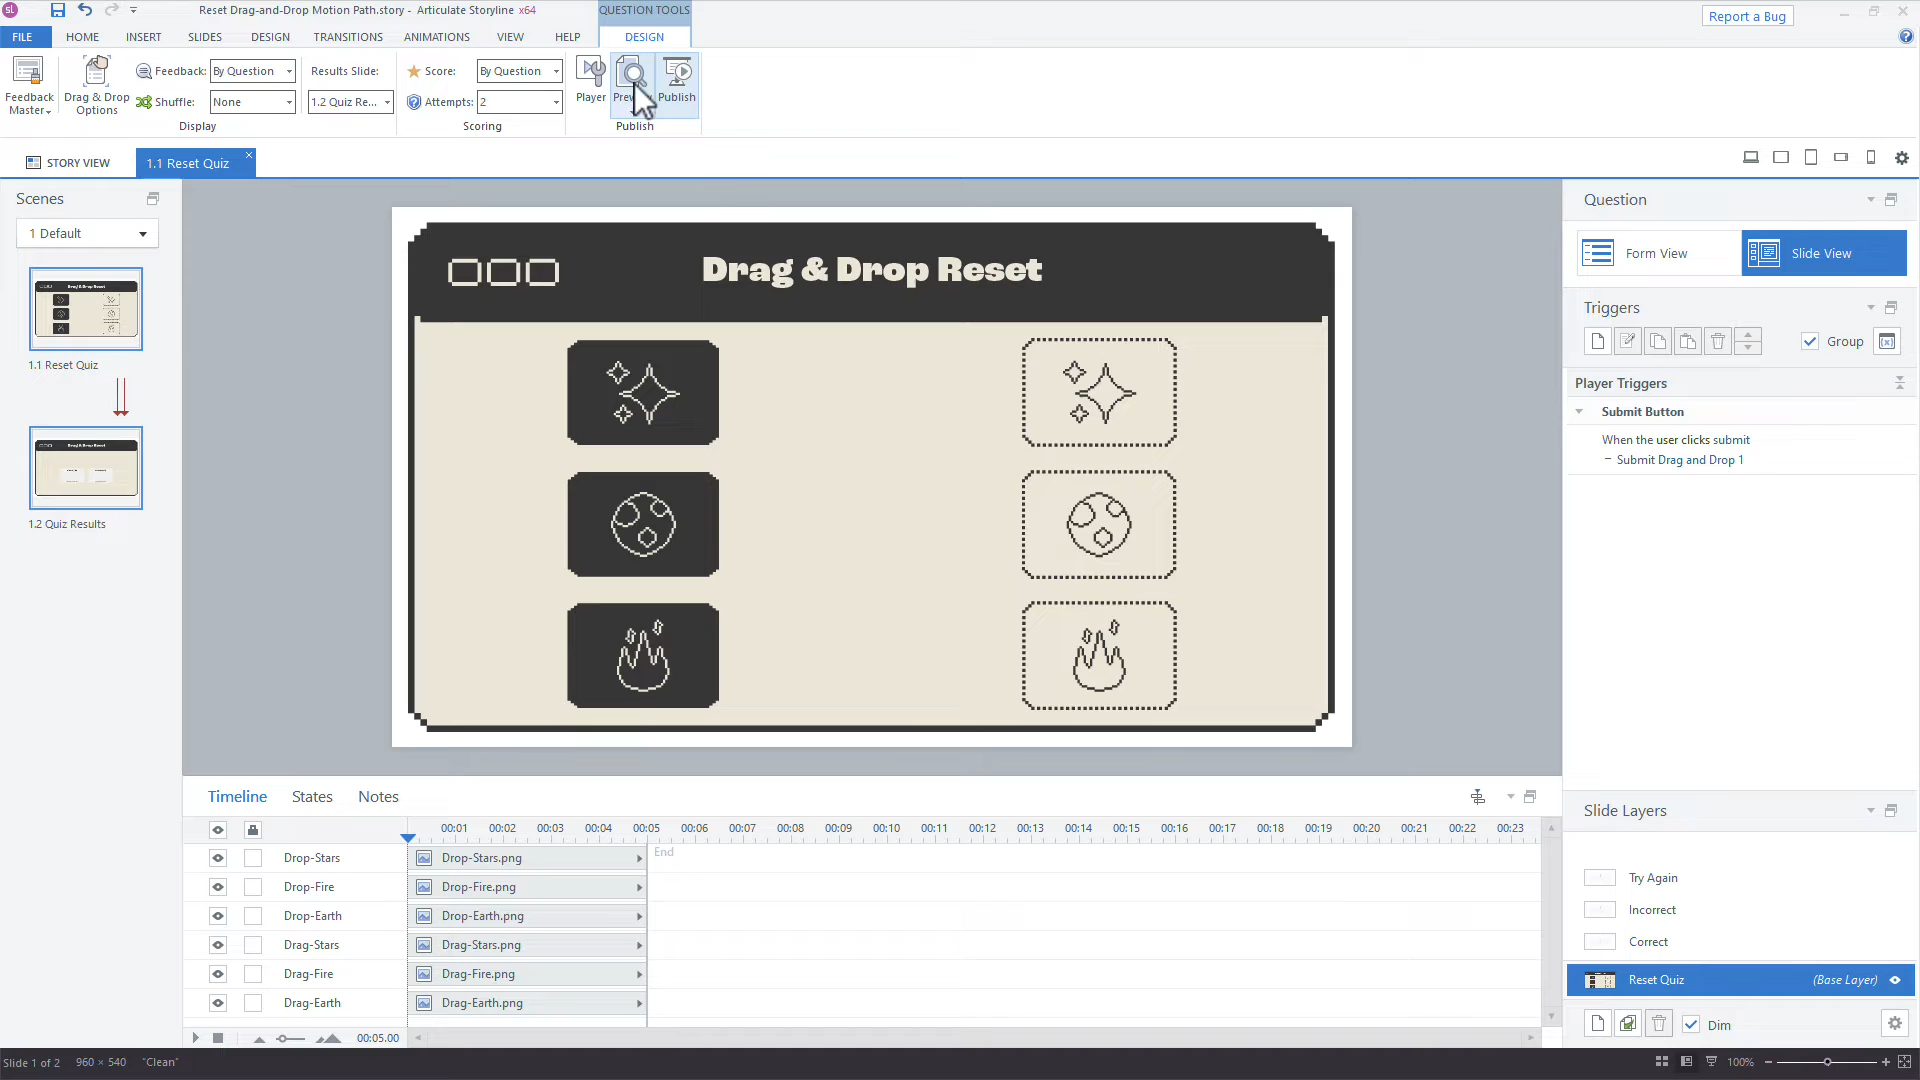 sl
Reset Drag-and-Drop Motion Path.story - Articulate Storyline x64
QUESTION TOOLS
Report a Bug
FILE HOME INSERT SLIDES DESIGN TRANSITIONS ANIMATIONS VIEW HELP DESIGN
Feedback Master
Drag & Drop Options
Feedback: By Question
Shuffle: None
Display
Results Slide:
1.2 Quiz Re...
Score: By Question
Attempts: 2
Scoring
Player
Publish
Publish
STORY VIEW
1.1 Reset Quiz
Scenes
1 Default
1.1 Reset Quiz
1.2 Quiz Results
Drag & Drop Reset
Question
Form View
Slide View
Triggers
Group
Player Triggers
Submit Button
When the user clicks submit
Submit Drag and Drop 1
Timeline States Notes
00:01 00:02 00:03 00:04 00:05 00:06 00:07 00:08 00:09 00:10 00:11 00:12 00:13 00:14 00:15 00:16 00:17 00:18 00:19 00:20 00:21 00:22 00:23
End
Drop-Stars Drop-Stars.png
Drop-Fire Drop-Fire.png
Drop-Earth Drop-Earth.png
Drag-Stars Drag-Stars.png
Drag-Fire Drag-Fire.png
Drag-Earth Drag-Earth.png
00:05.00
Slide Layers
Try Again
Incorrect
Correct
Reset Quiz (Base Layer)
Dim
Slide 1 of 2 960 × 540 "Clean"
100%